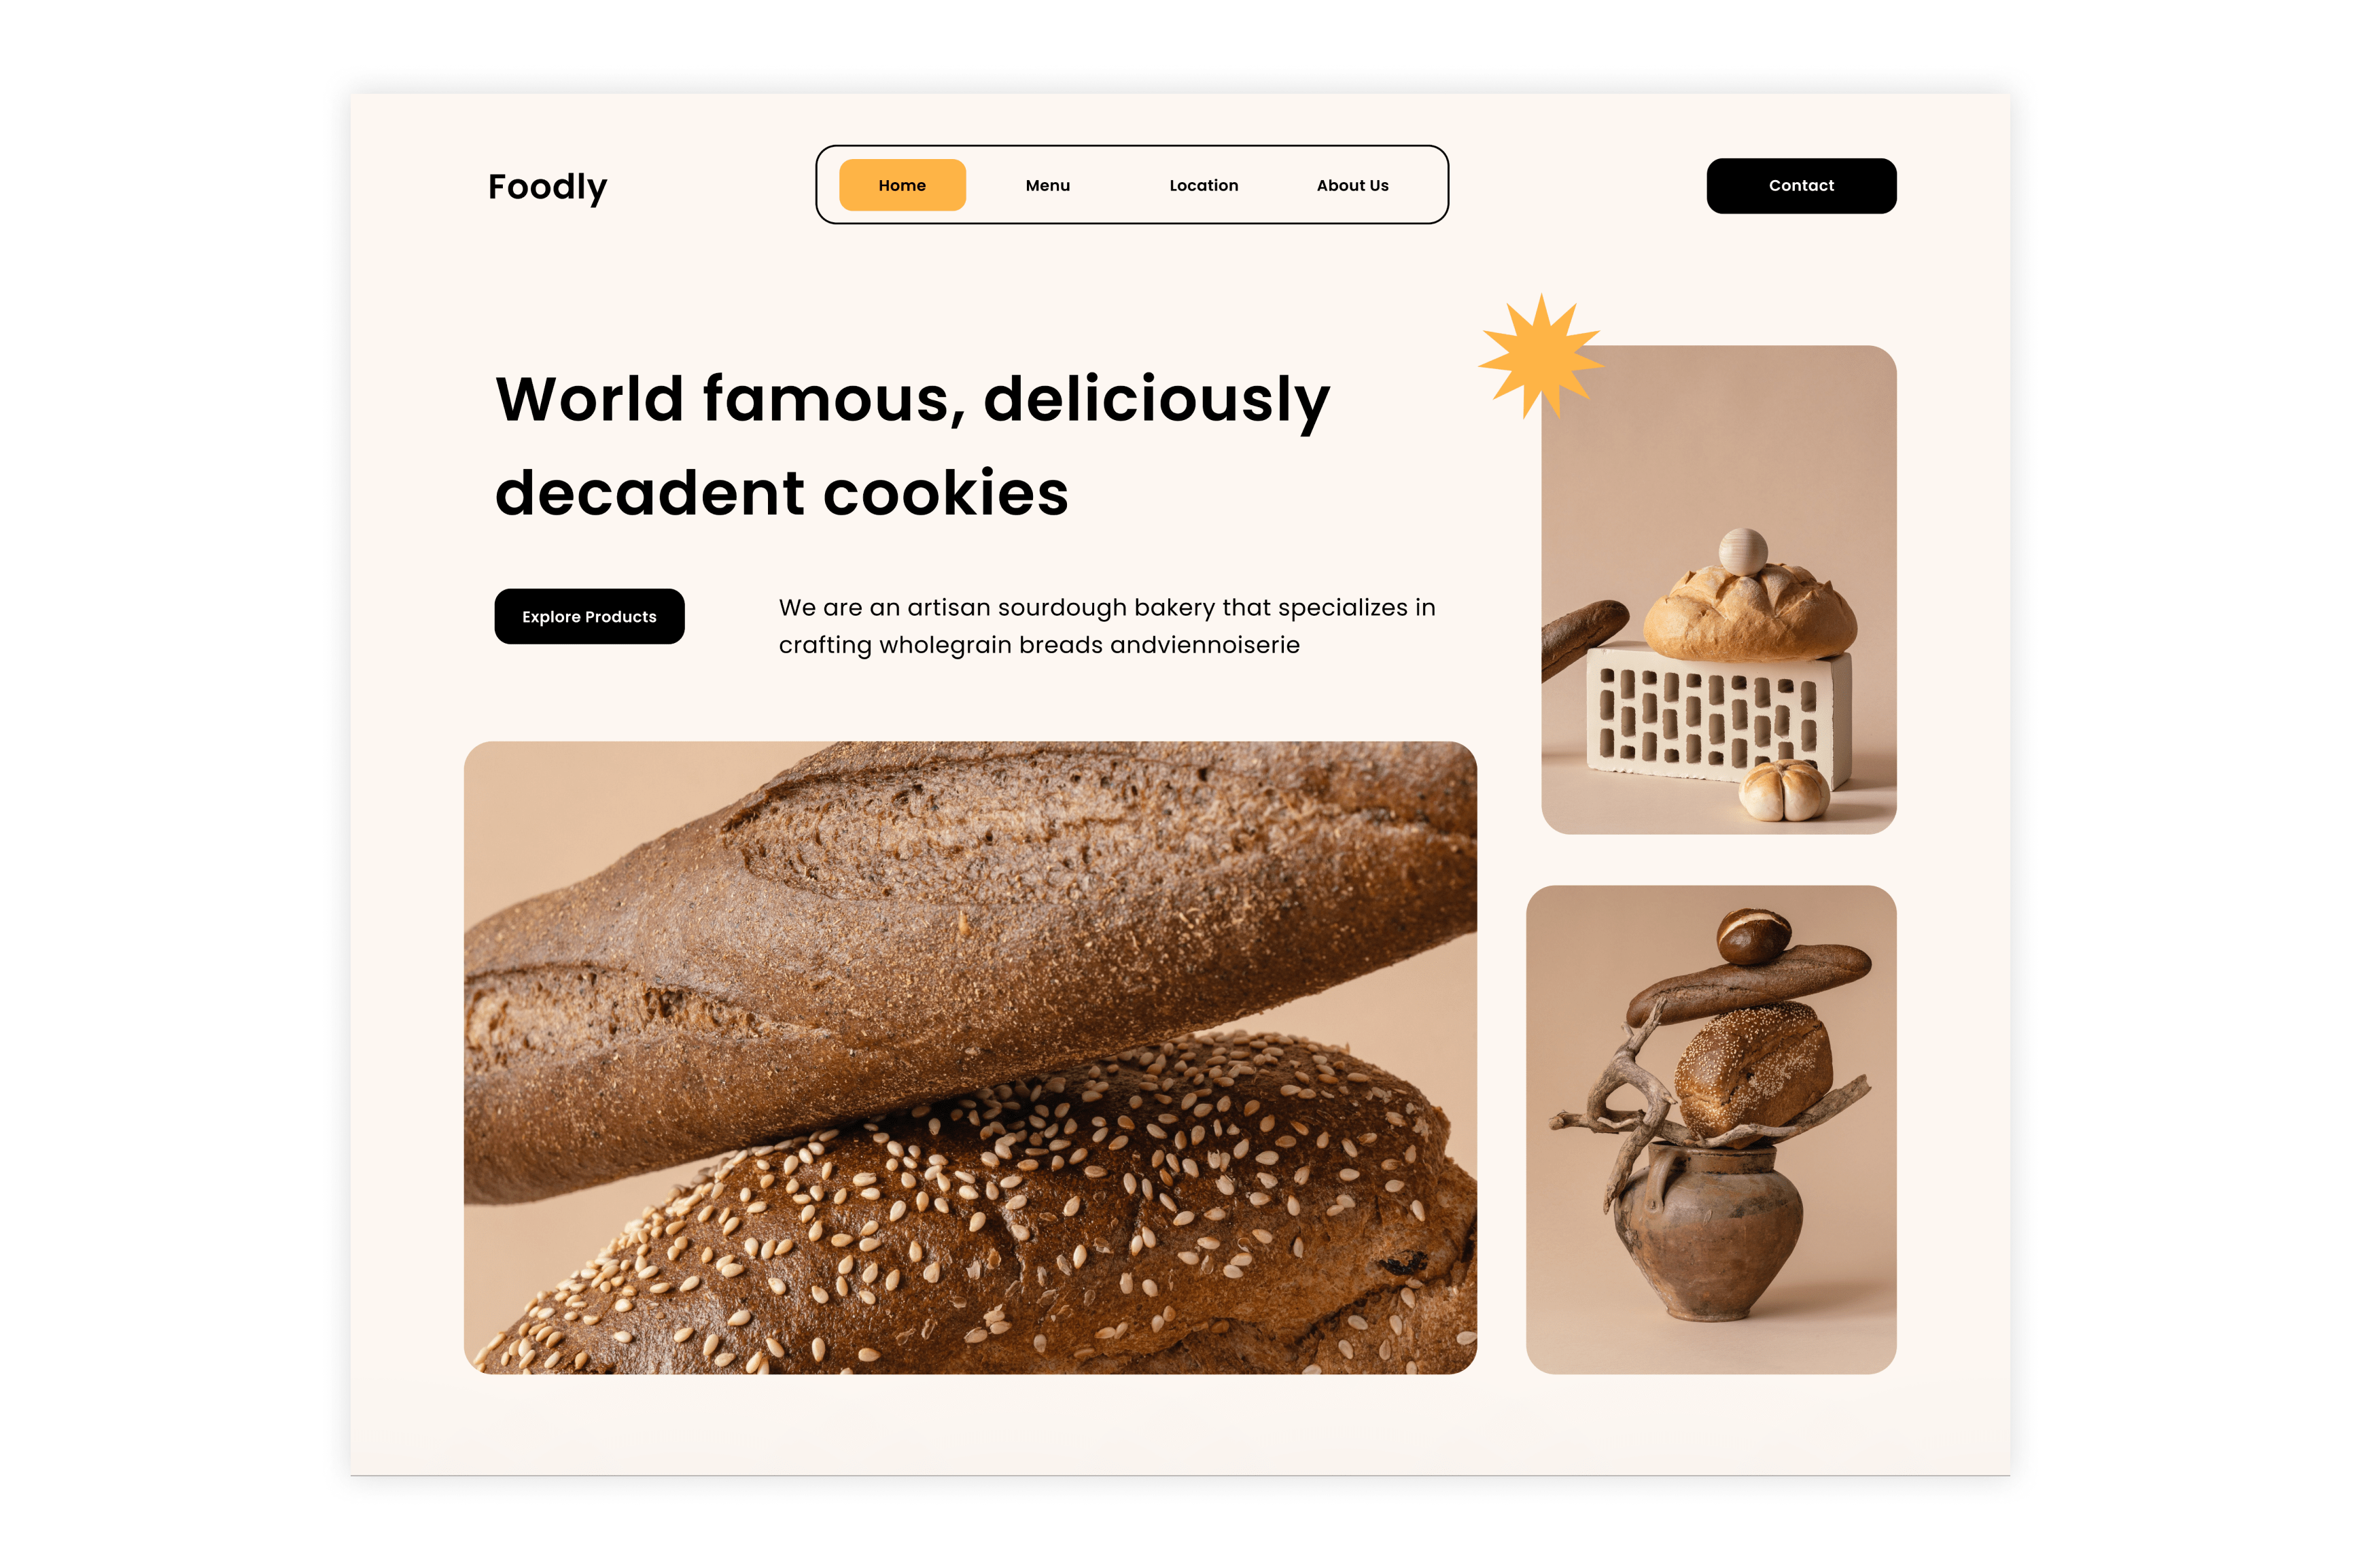 Foodly
Home
Menu
Location
About Us
Contact
World famous, deliciously
decadent cookies
Explore Products
We are an artisan sourdough bakery that specializes in
crafting wholegrain breads andviennoiserie